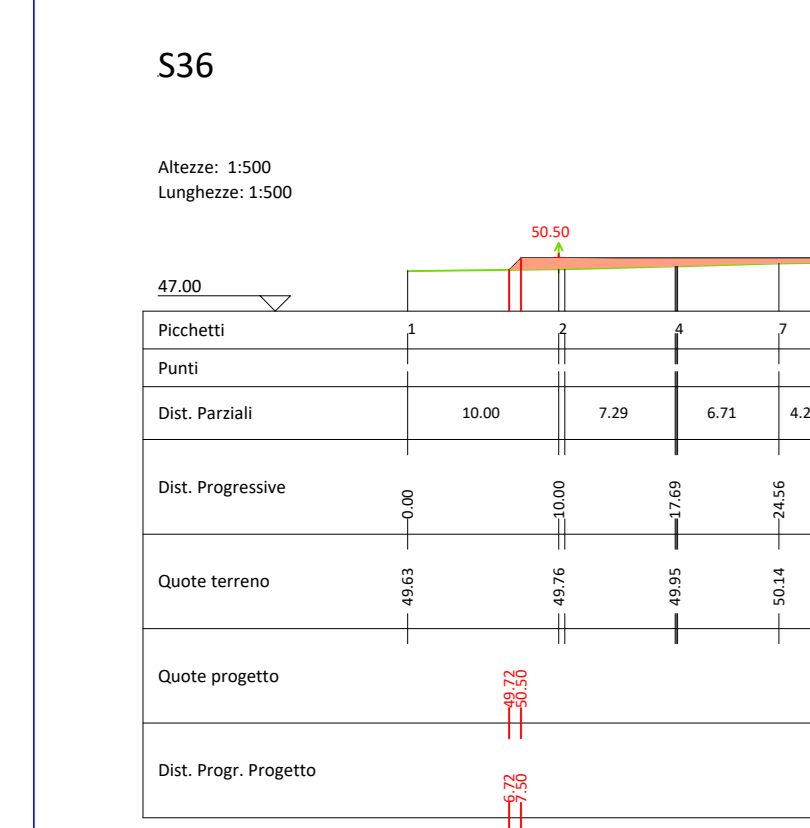 S36
Altezze: 1:500
Lunghezze: 1:500
50.50
47.00
Picchetti 1 2 4 7
Punti
Dist. Parziali 10.00 7.29 6.71 4.2
Dist. Progressive 0.00 10.00 17.69 24.56
Quote terreno 49.63 49.76 49.95 50.14
Quote progetto 49.72 50.50
Dist. Progr. Progetto 6.72 7.50